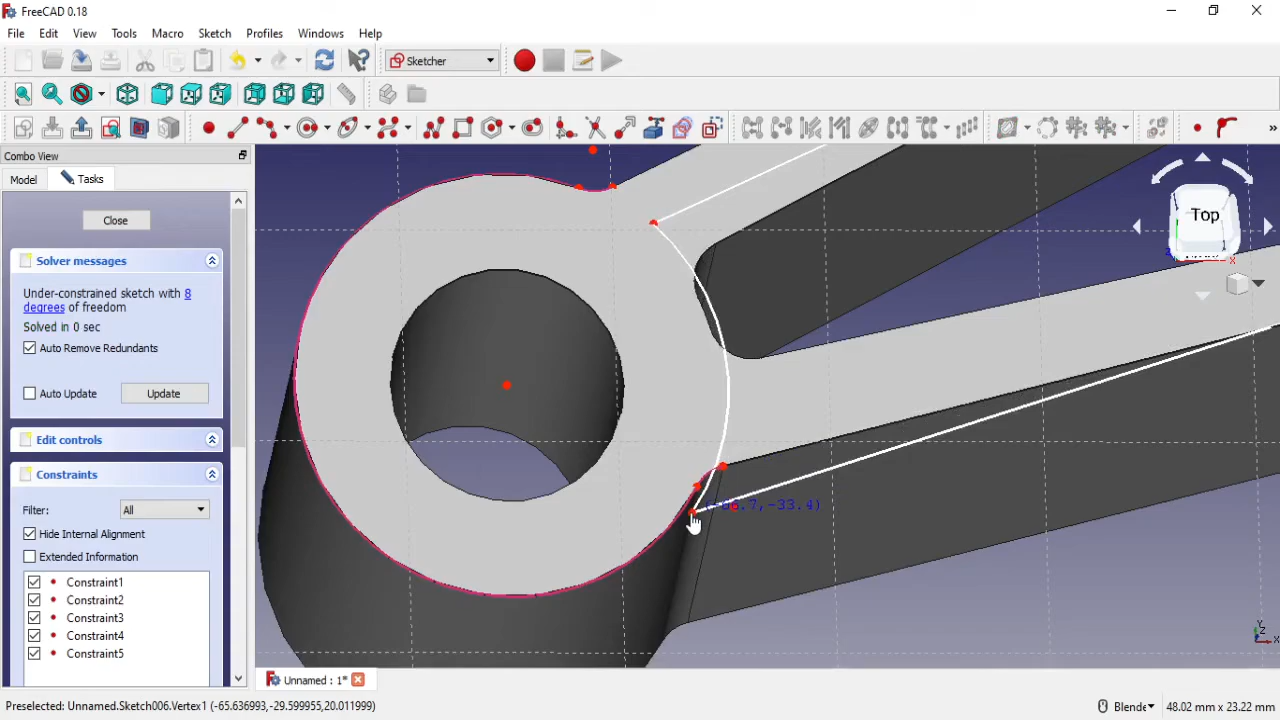 FreeCAD 0.18
File Edit View Tools Macro Sketch Profiles Windows Help
Sketcher
»
Combo View
Model Tasks
Close
Solver messages
Under-constrained sketch with 8
degrees of freedom
Solved in 0 sec
Auto Remove Redundants
Auto Update Update
Edit controls
Constraints
Filter: All
Hide Internal Alignment
Extended Information
Constraint1
Constraint2
Constraint3
Constraint4
Constraint5
Top
Unnamed : 1*
Preselected: Unnamed.Sketch006.Vertex1 (-65.636993,-29.599955,20.011999)
Blende
48.02 mm x 23.22 mm